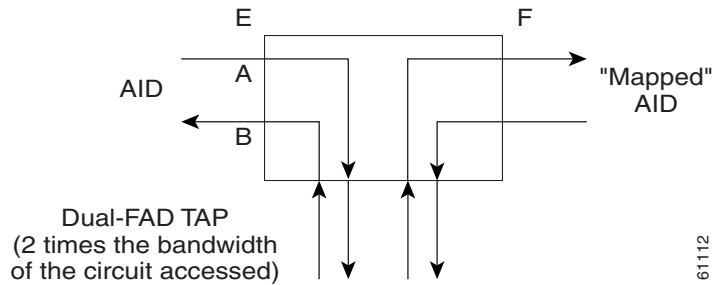 E
F
A
AID
"Mapped"
AID
B
Dual-FAD TAP
(2 times the bandwidth
of the circuit accessed)
61112